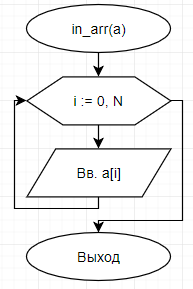 in_arr(a)
i := 0, N
Вв. a[i]
Выход